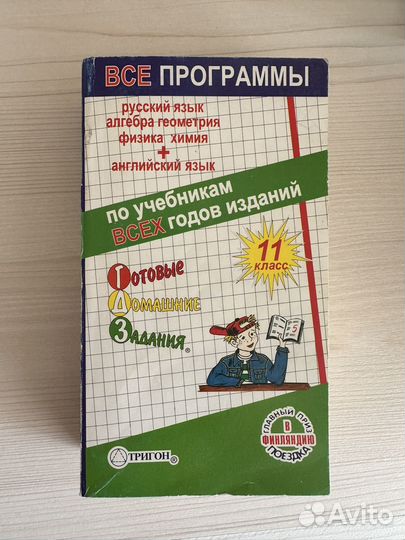 ВСЕ ПРОГРАММЫ
русский язык
алгебра геометрия
физика химия
+
английский язык
по учебникам
ВСЕХ годов изданий
11
класс
Готовые
Домашние
Задания®
5
ТРИГОН®
ГЛАВНЫЙ ПРИЗ
В
ФИНЛЯНДИЮ
ПОЕЗДКА
Avito